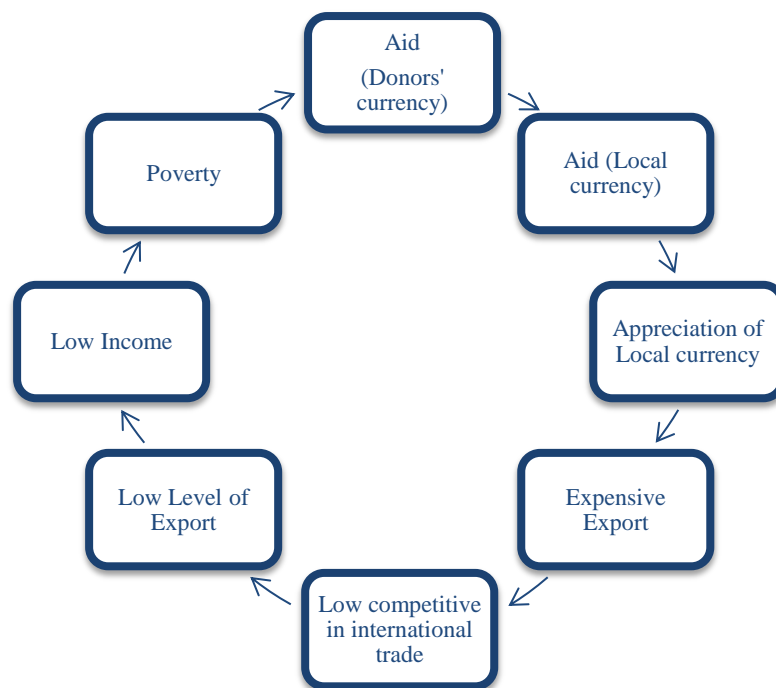 Aid
(Donors'
currency)
Aid (Local
currency)
Appreciation of
Local currency
Expensive
Export
Low competitive
in international
trade
Low Level of
Export
Low Income
Poverty